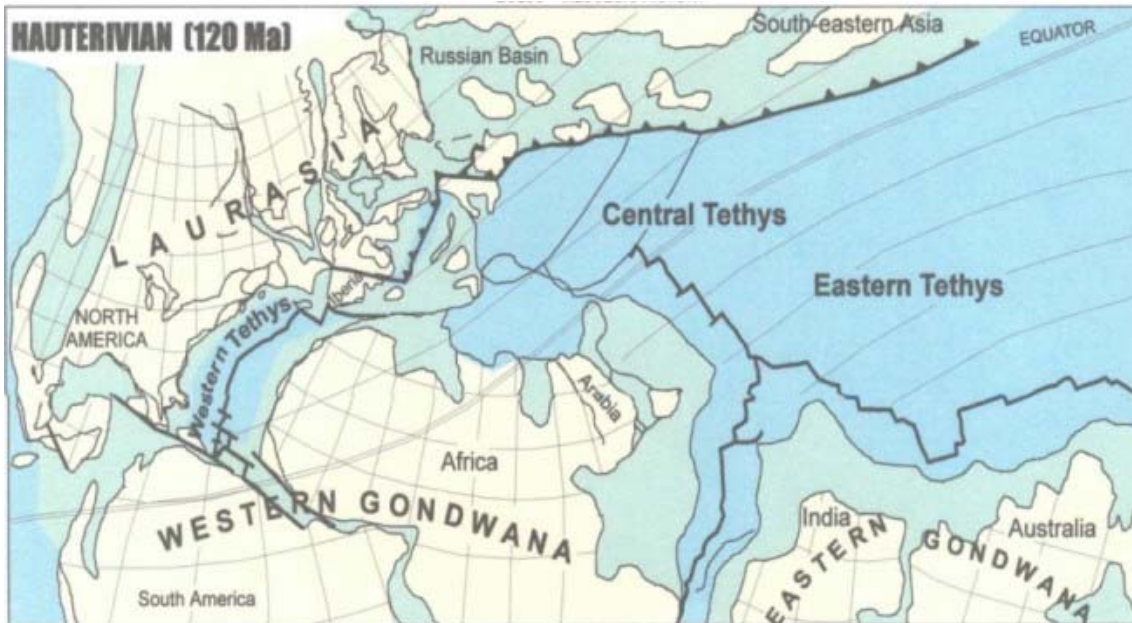 HAUTERIVIAN (120 Ma)
Russian Basin
South-eastern Asia
EQUATOR
LAURASIA
Central Tethys
Eastern Tethys
Iberia
NORTH
AMERICA
Western Tethys
Arabia
Africa
WESTERN GONDWANA
India
Australia
EASTERN GONDWANA
South America